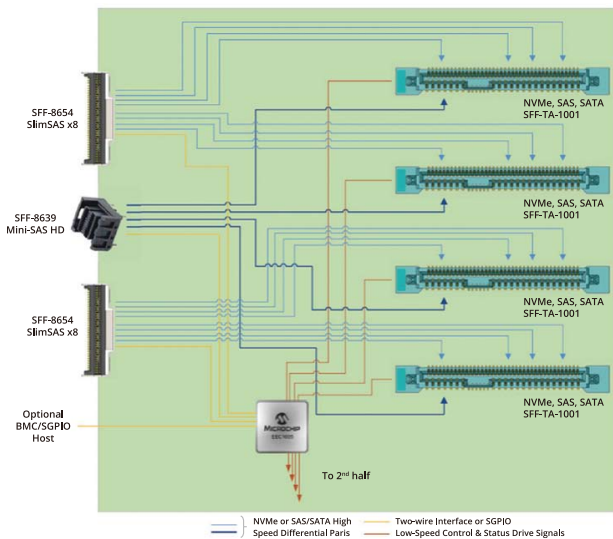 SFF-8654
SlimSAS x8
NVMe, SAS, SATA
SFF-TA-1001
NVMe, SAS, SATA
SFF-TA-1001
SFF-8639
Mini-SAS HD
NVMe, SAS, SATA
SFF-TA-1001
SFF-8654
SlimSAS x8
NVMe, SAS, SATA
SFF-TA-1001
Optional
BMC/SGPIO
Host
MICROCHIP
To 2nd half
NVMe or SAS/SATA High
Speed Differential Paris
Two-wire Interface or SGPIO
Low-Speed Control & Status Drive Signals